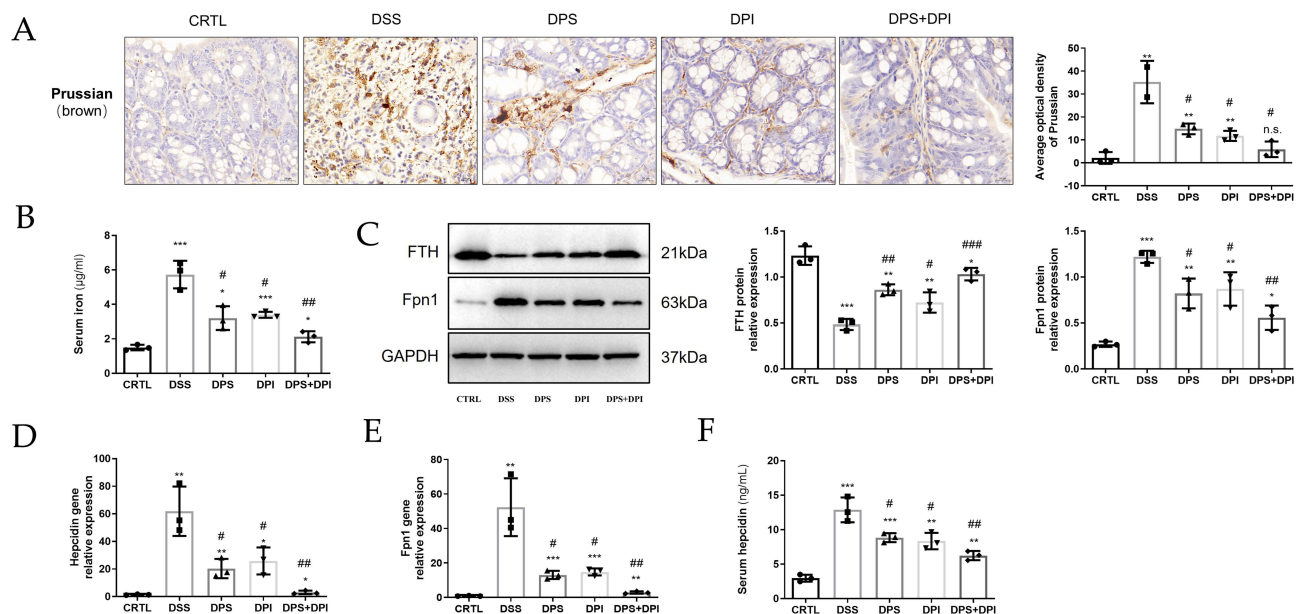 A
CRTL DSS DPS DPI DPS+DPI
Prussian
(brown)
Average optical density
of Prussian
50
40
30
20
10
0
-10
**
#
**
#
**
#
n.s.
CRTL DSS DPS DPI DPS+DPI
B
Serum iron (μg/ml)
8
6
4
2
0
***
#
*
#
***
##
*
CRTL DSS DPS DPI DPS+DPI
C
FTH 21kDa
Fpn1 63kDa
GAPDH 37kDa
CTRL DSS DPS DPI DPS+DPI
FTH protein
relative expression
1.5
1.0
0.5
0.0
***
##
**
#
**
###
*
CRTL DSS DPS DPI DPS+DPI
Fpn1 protein
relative expression
1.5
1.0
0.5
0.0
***
#
**
#
**
##
*
CRTL DSS DPS DPI DPS+DPI
D
Hepcidin gene
relative expression
100
80
60
40
20
0
**
#
**
#
*
##
*
CRTL DSS DPS DPI DPS+DPI
E
Fpn1 gene
relative expression
80
60
40
20
0
**
#
***
#
***
##
**
CRTL DSS DPS DPI DPS+DPI
F
Serum hepcidin (ng/mL)
20
15
10
5
0
***
#
***
#
**
##
**
CRTL DSS DPS DPI DPS+DPI